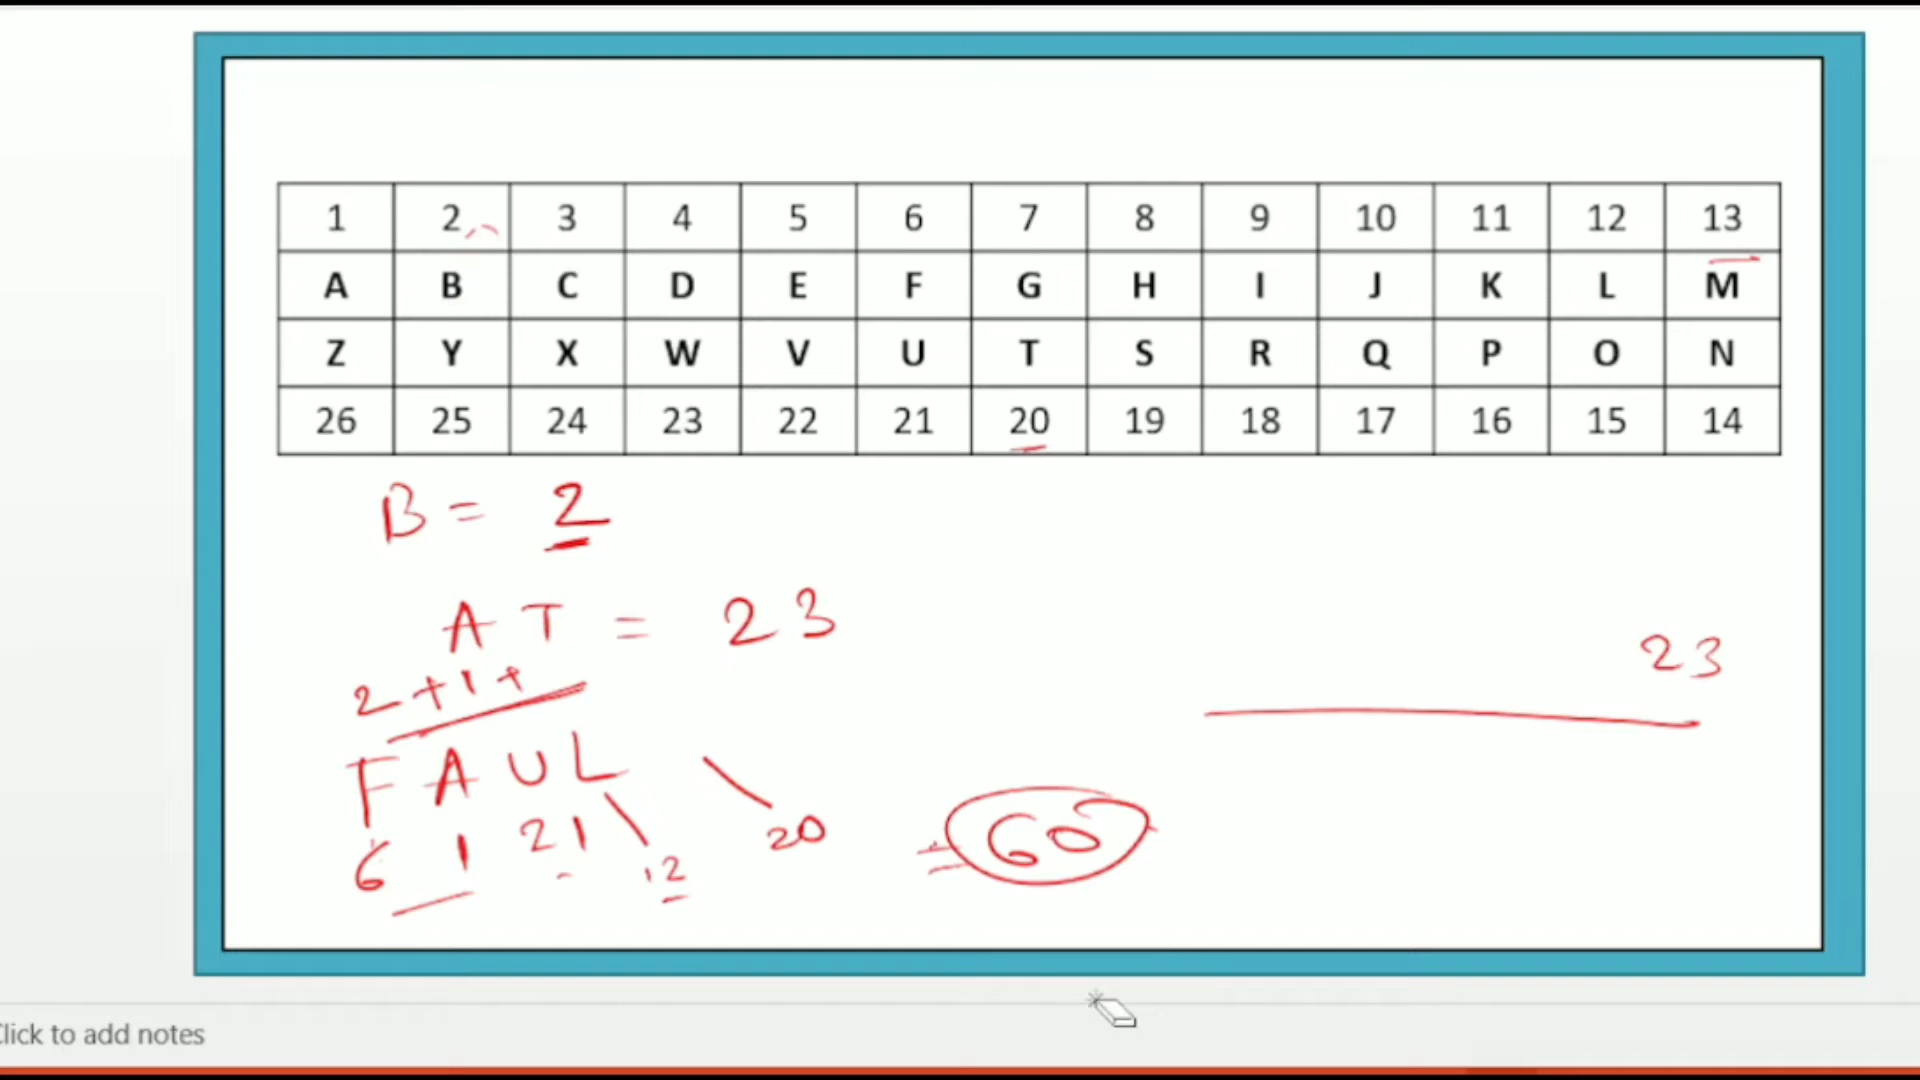 1 2 3 4 5 6 7 8 9 10 11 12 13
A B C D E F G H I J K L M
Z Y X W V U T S R Q P O N
26 25 24 23 22 21 20 19 18 17 16 15 14
B = 2
A T = 23
23
2 + 1 +
F A U L
6 1 21 12 20 = 60
Click to add notes